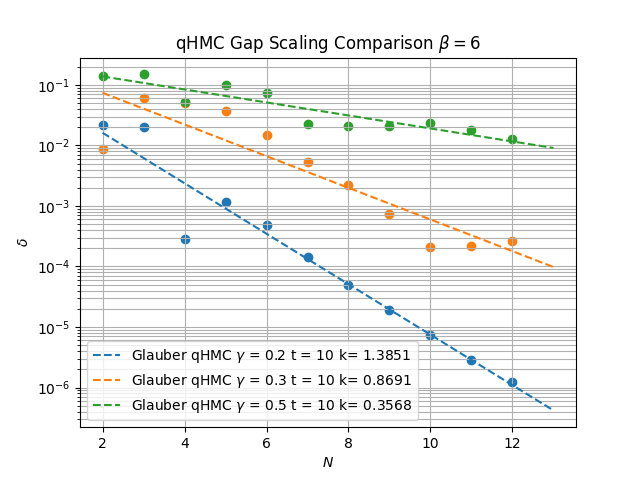 qHMC Gap Scaling Comparison β = 6
10⁻¹
10⁻²
10⁻³
10⁻⁴
10⁻⁵
10⁻⁶
δ
Glauber qHMC γ = 0.2 t = 10 k= 1.3851
Glauber qHMC γ = 0.3 t = 10 k= 0.8691
Glauber qHMC γ = 0.5 t = 10 k= 0.3568
2 4 6 8 10 12
N